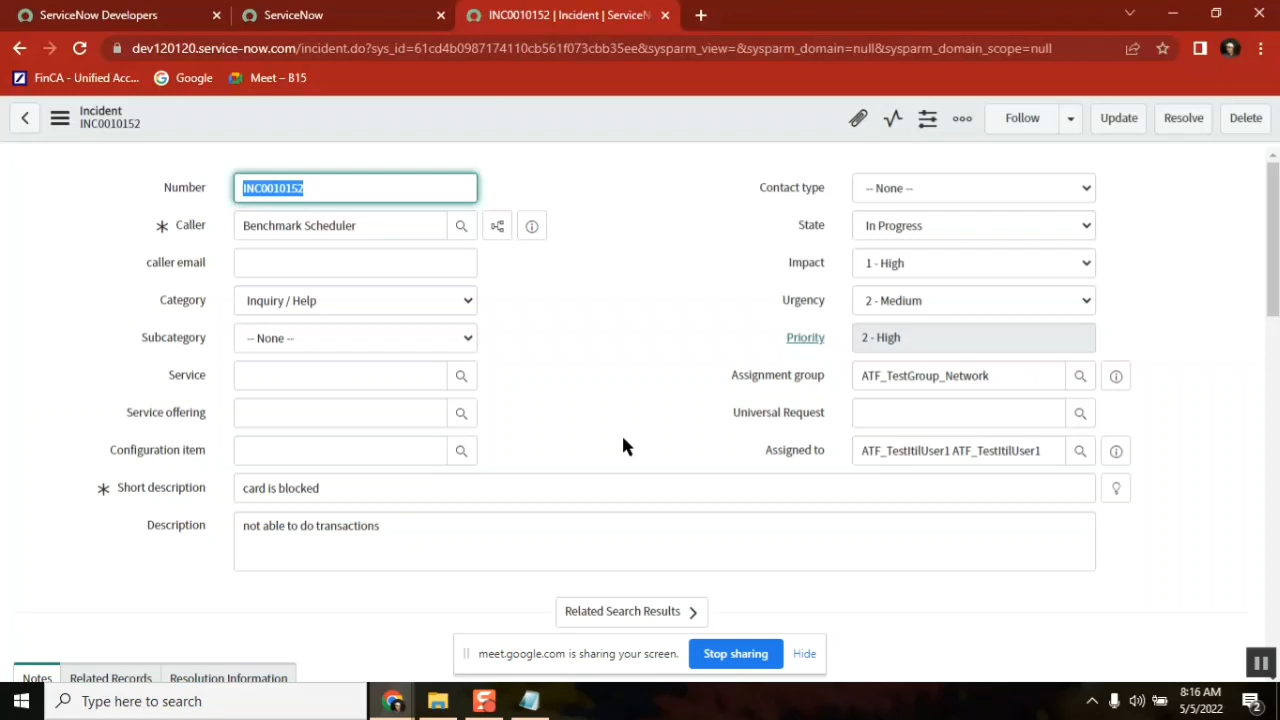 ServiceNow Developers
ServiceNow
INC0010152 | Incident | ServiceN
dev120120.service-now.com/incident.do?sys_id=61cd4b0987174110cb561f073cbb35ee&sysparm_view=&sysparm_domain=null&sysparm_domain_scope=null
FinCA - Unified Acc...
Google
Meet – B15
Incident
INC0010152
Follow
Update
Resolve
Delete
Number
INC0010152
Contact type
-- None --
Caller
Benchmark Scheduler
State
In Progress
caller email
Impact
1 - High
Category
Inquiry / Help
Urgency
2 - Medium
Subcategory
-- None --
Priority
2 - High
Service
Assignment group
ATF_TestGroup_Network
Service offering
Universal Request
Configuration item
Assigned to
ATF_TestItilUser1 ATF_TestItilUser1
Short description
card is blocked
Description
not able to do transactions
Related Search Results
meet.google.com is sharing your screen.
Stop sharing
Hide
Notes
Related Records
Resolution Information
Type here to search
8:16 AM
5/5/2022
2